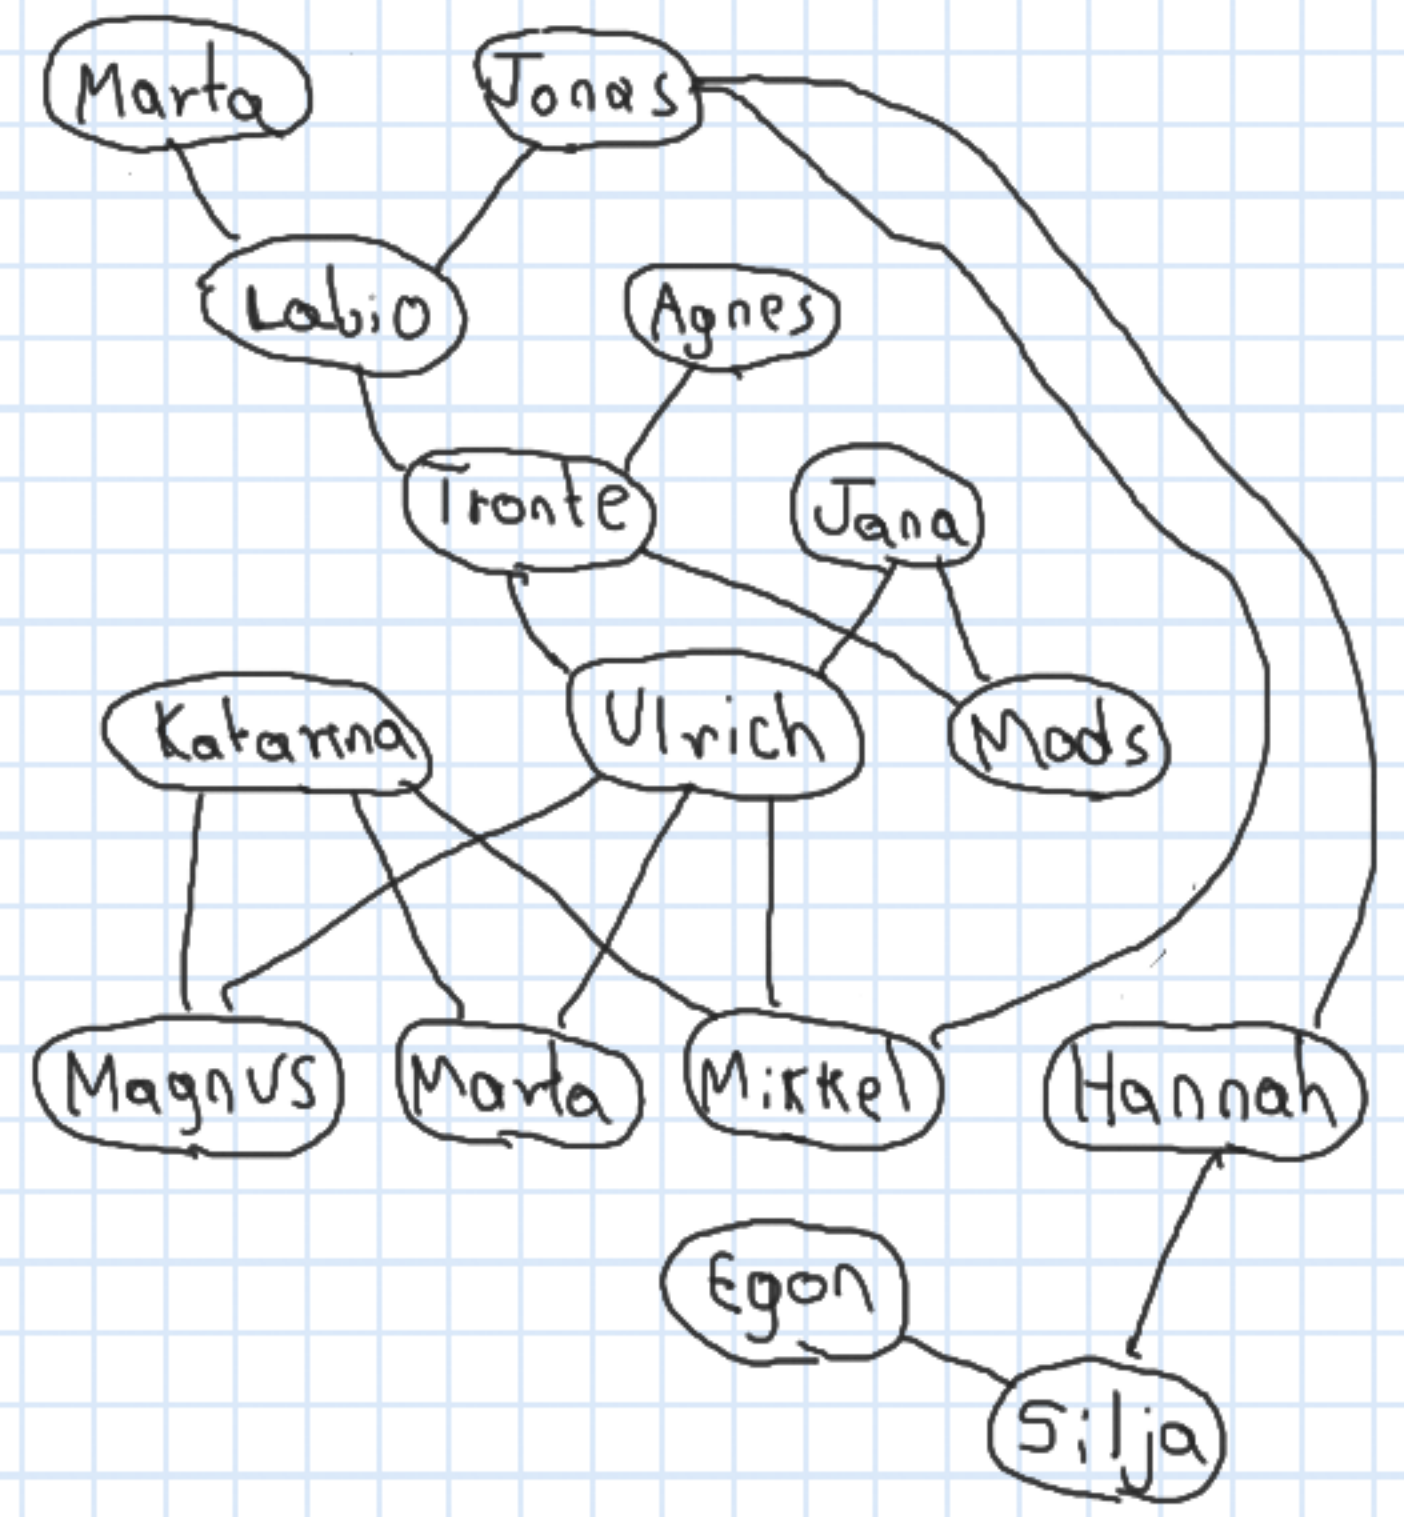 Marta
Jonas
Labio
Agnes
Tronte
Jana
Katarina
Ulrich
Mads
Magnus
Marta
Mikkel
Hannah
Egon
Silja